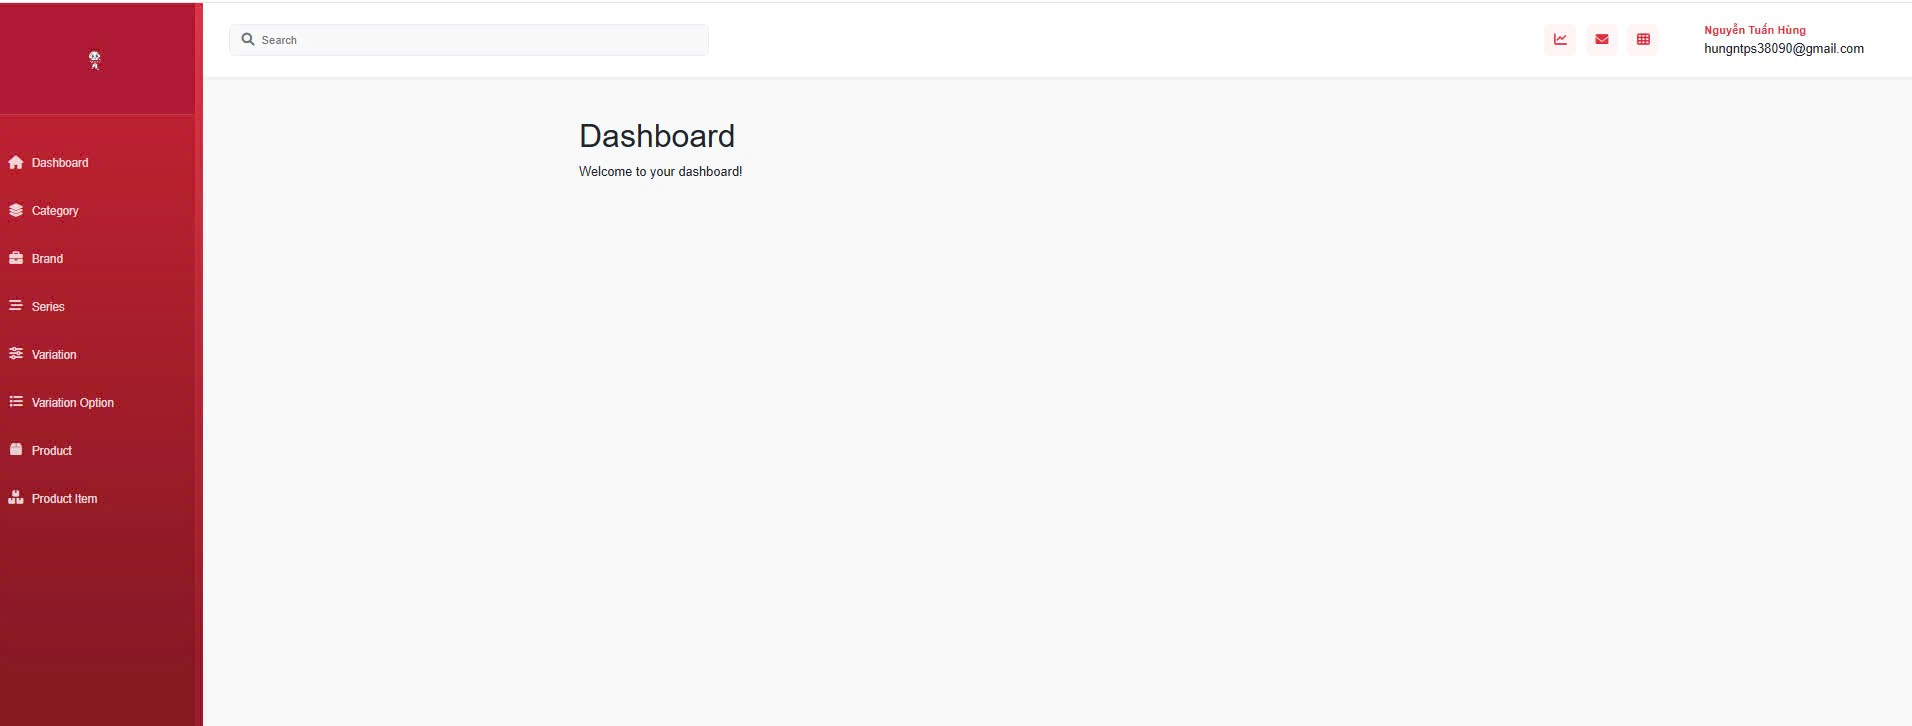 Search
Nguyễn Tuấn Hùng
hungntps38090@gmail.com
Dashboard
Category
Brand
Series
Variation
Variation Option
Product
Product Item
Dashboard
Welcome to your dashboard!